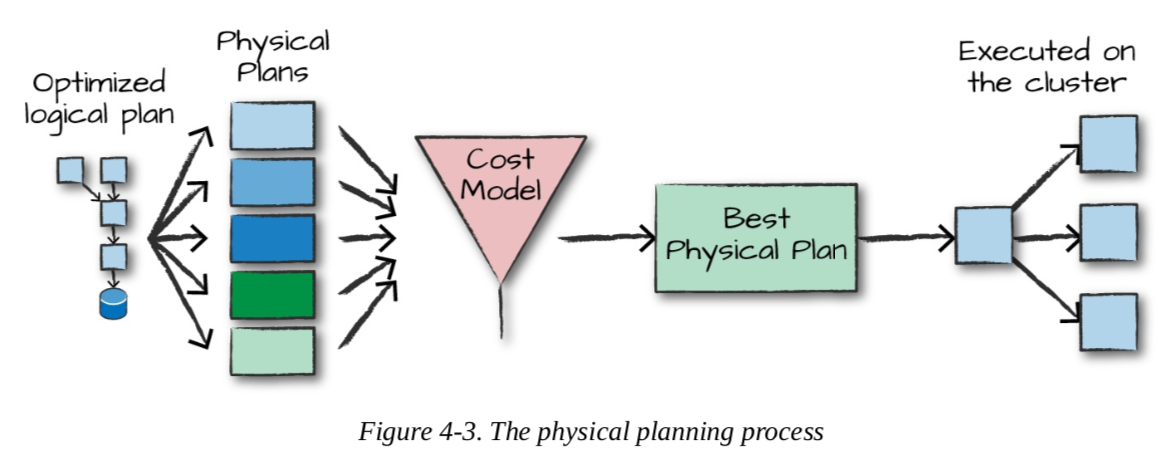 Optimized
logical plan
Physical
Plans
Cost
Model
Best
Physical Plan
Executed on
the cluster
Figure 4-3. The physical planning process